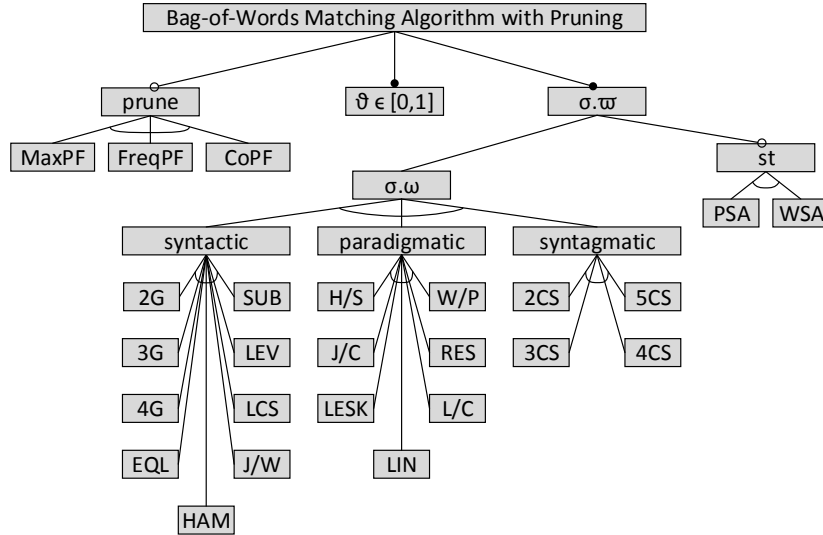 Bag-of-Words Matching Algorithm with Pruning
prune
ϑ ϵ [0,1]
σ.ϖ
MaxPF
FreqPF
CoPF
st
σ.ω
PSA
WSA
syntactic
paradigmatic
syntagmatic
2G
SUB
H/S
W/P
2CS
5CS
3G
LEV
J/C
RES
3CS
4CS
4G
LCS
LESK
L/C
EQL
J/W
LIN
HAM